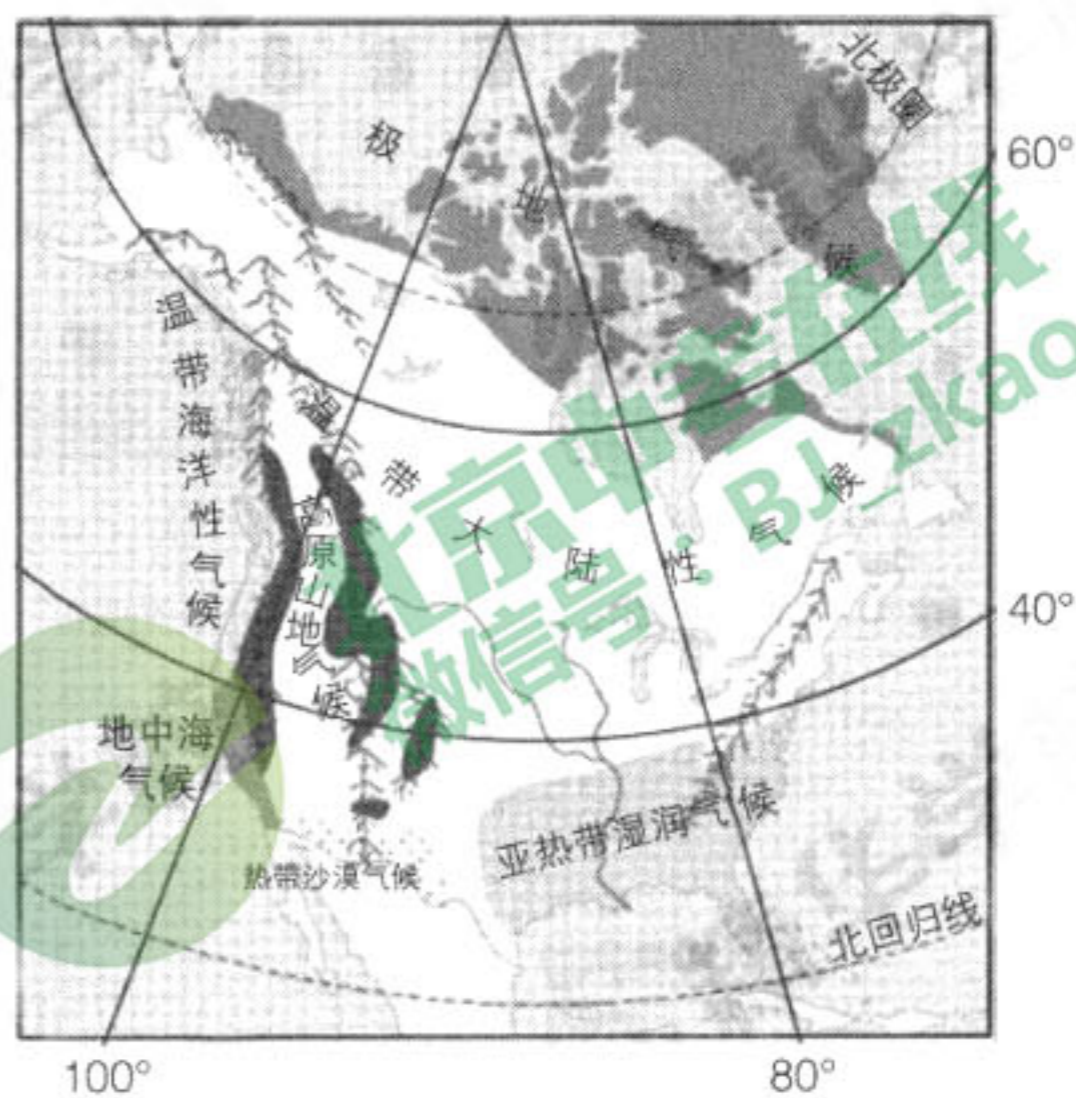 北极圈
60°
极地气候
温带海洋性气候
温带大陆性气候
高原山地气候
40°
地中海
气候
亚热带湿润气候
热带沙漠气候
北回归线
100°
80°
北京中考在线
微信号：BJ_zkao